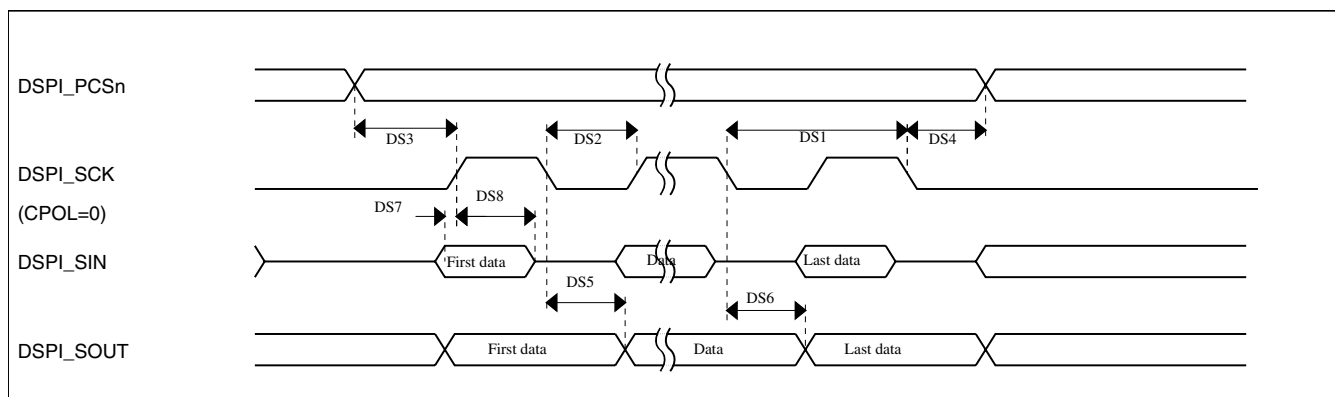 DSPI_PCSn
DS3
DS2
DS1
DS4
DSPI_SCK
(CPOL=0)
DS7
DS8
DSPI_SIN
First data
Data
Last data
DS5
DS6
DSPI_SOUT
First data
Data
Last data